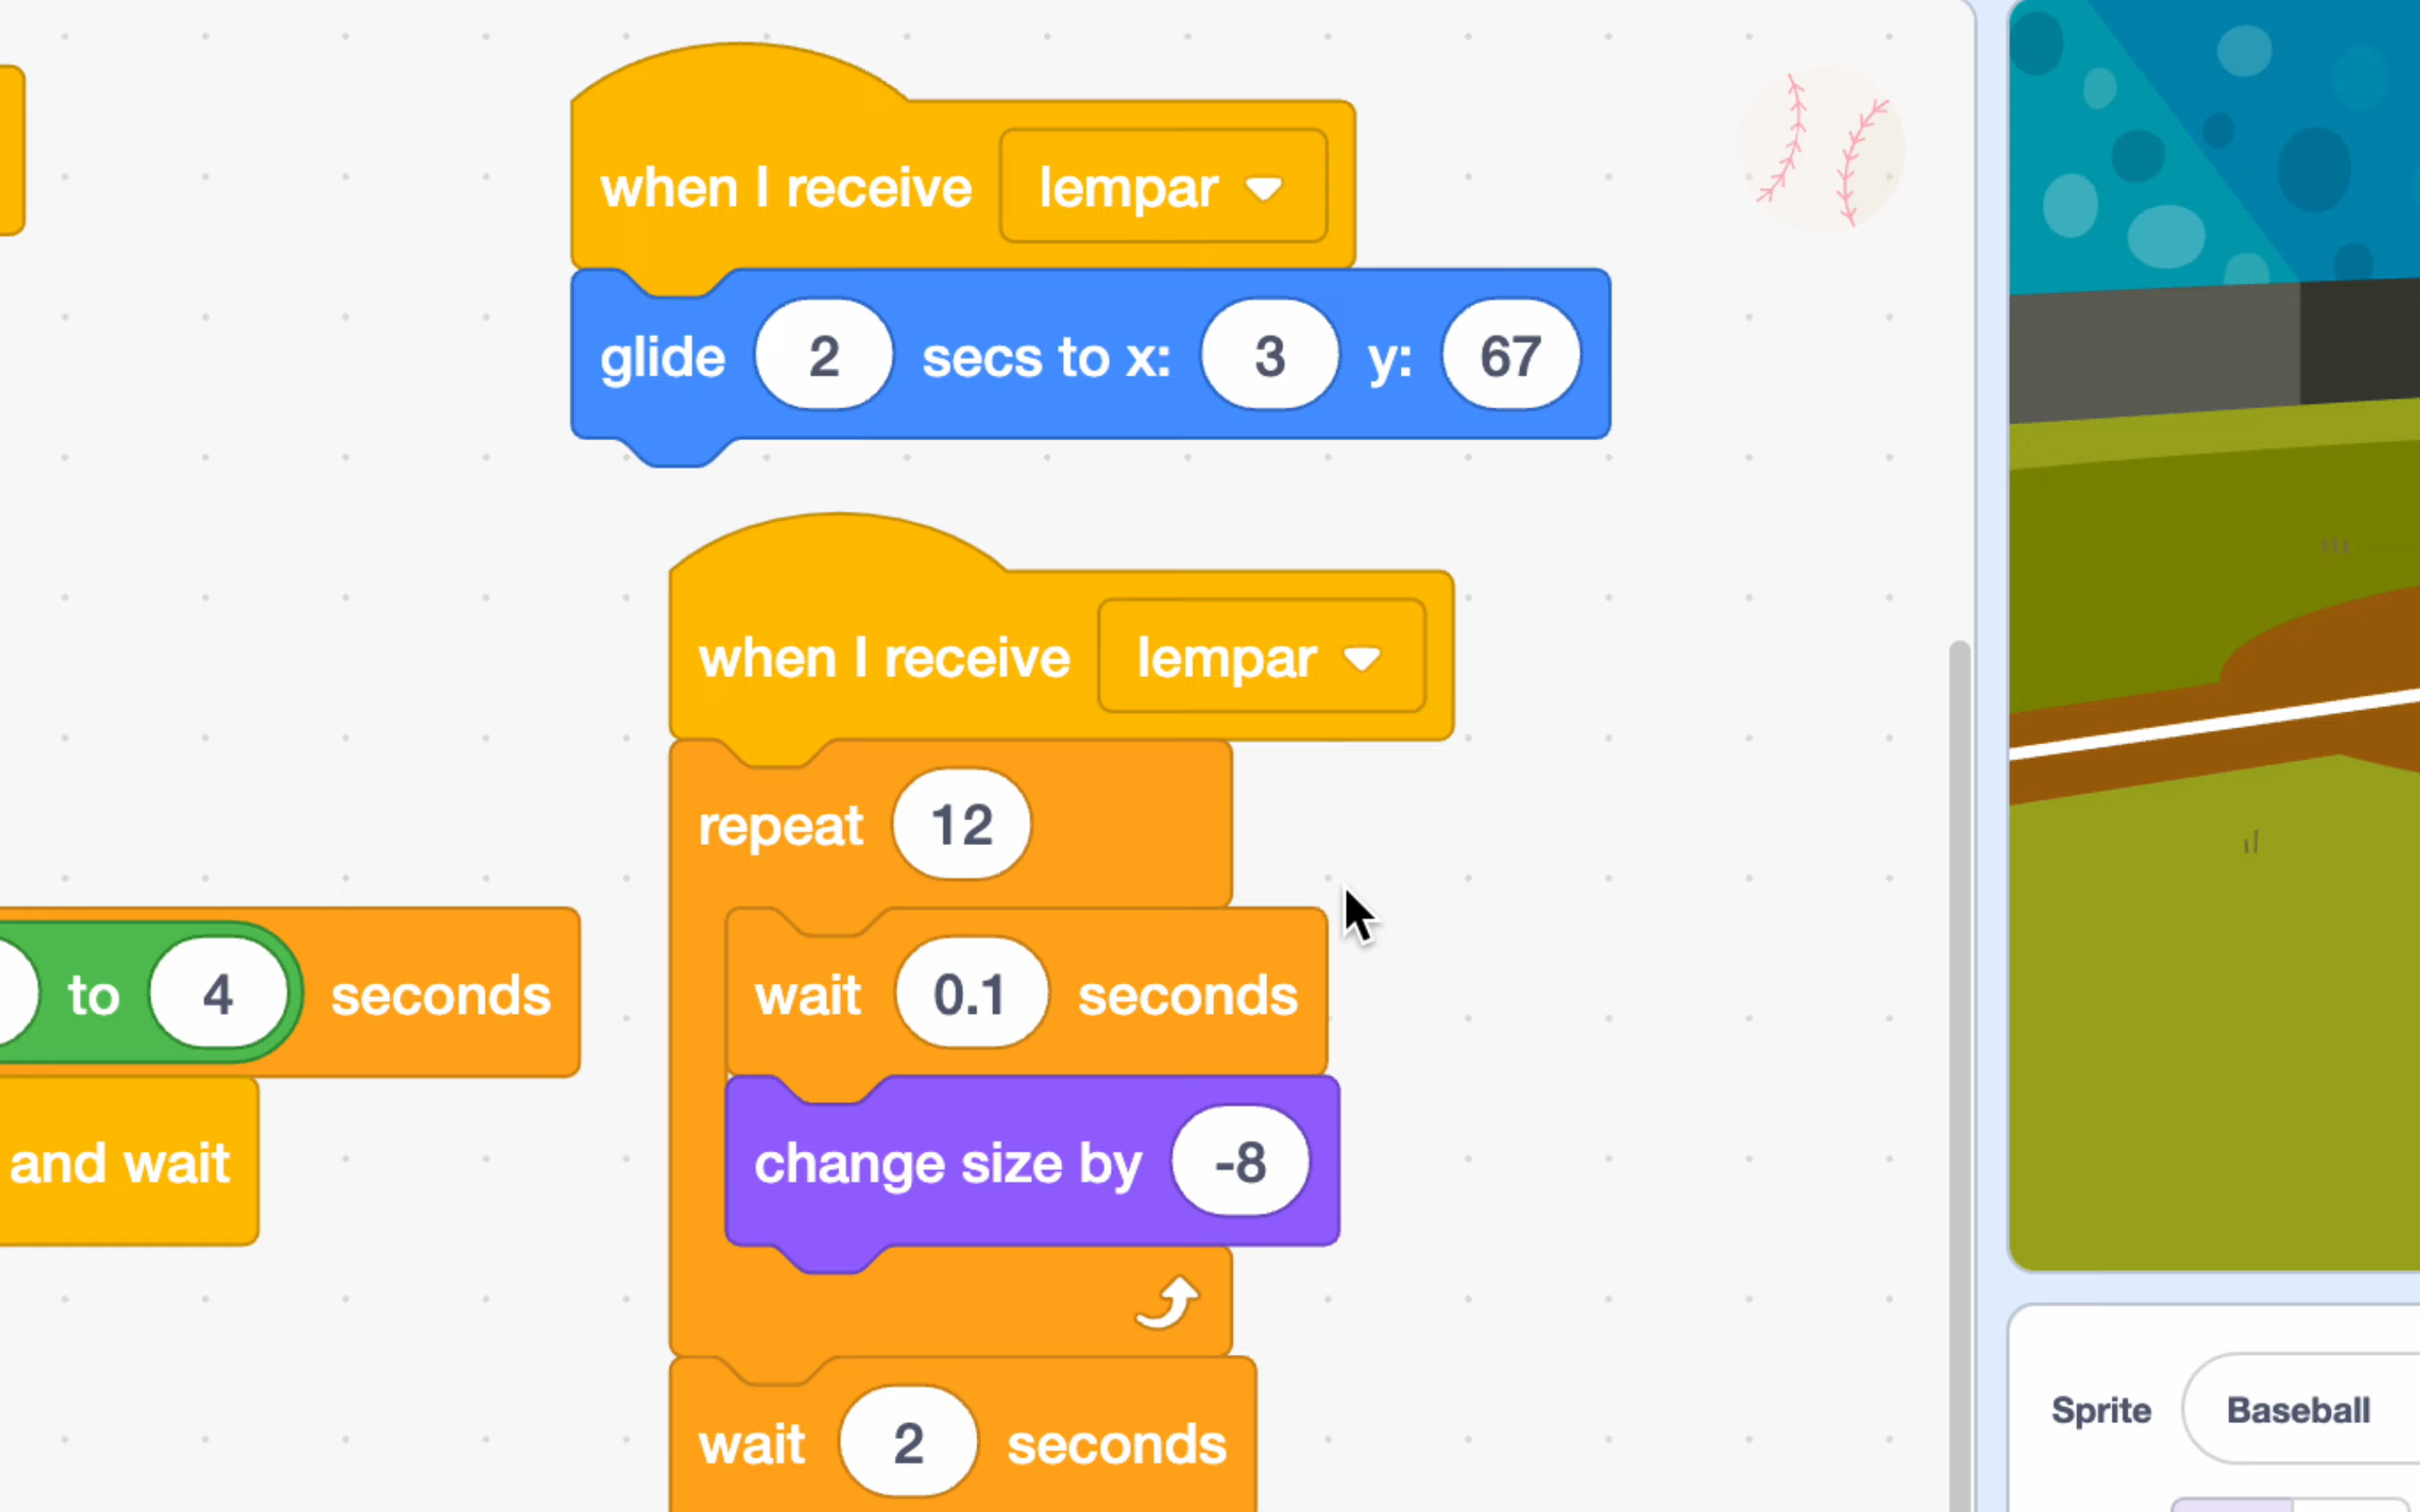 when I receive lempar
glide 2 secs to x: 3 y: 67
when I receive lempar
repeat 12
to 4 seconds
wait 0.1 seconds
and wait
change size by -8
wait 2 seconds
Sprite Baseball